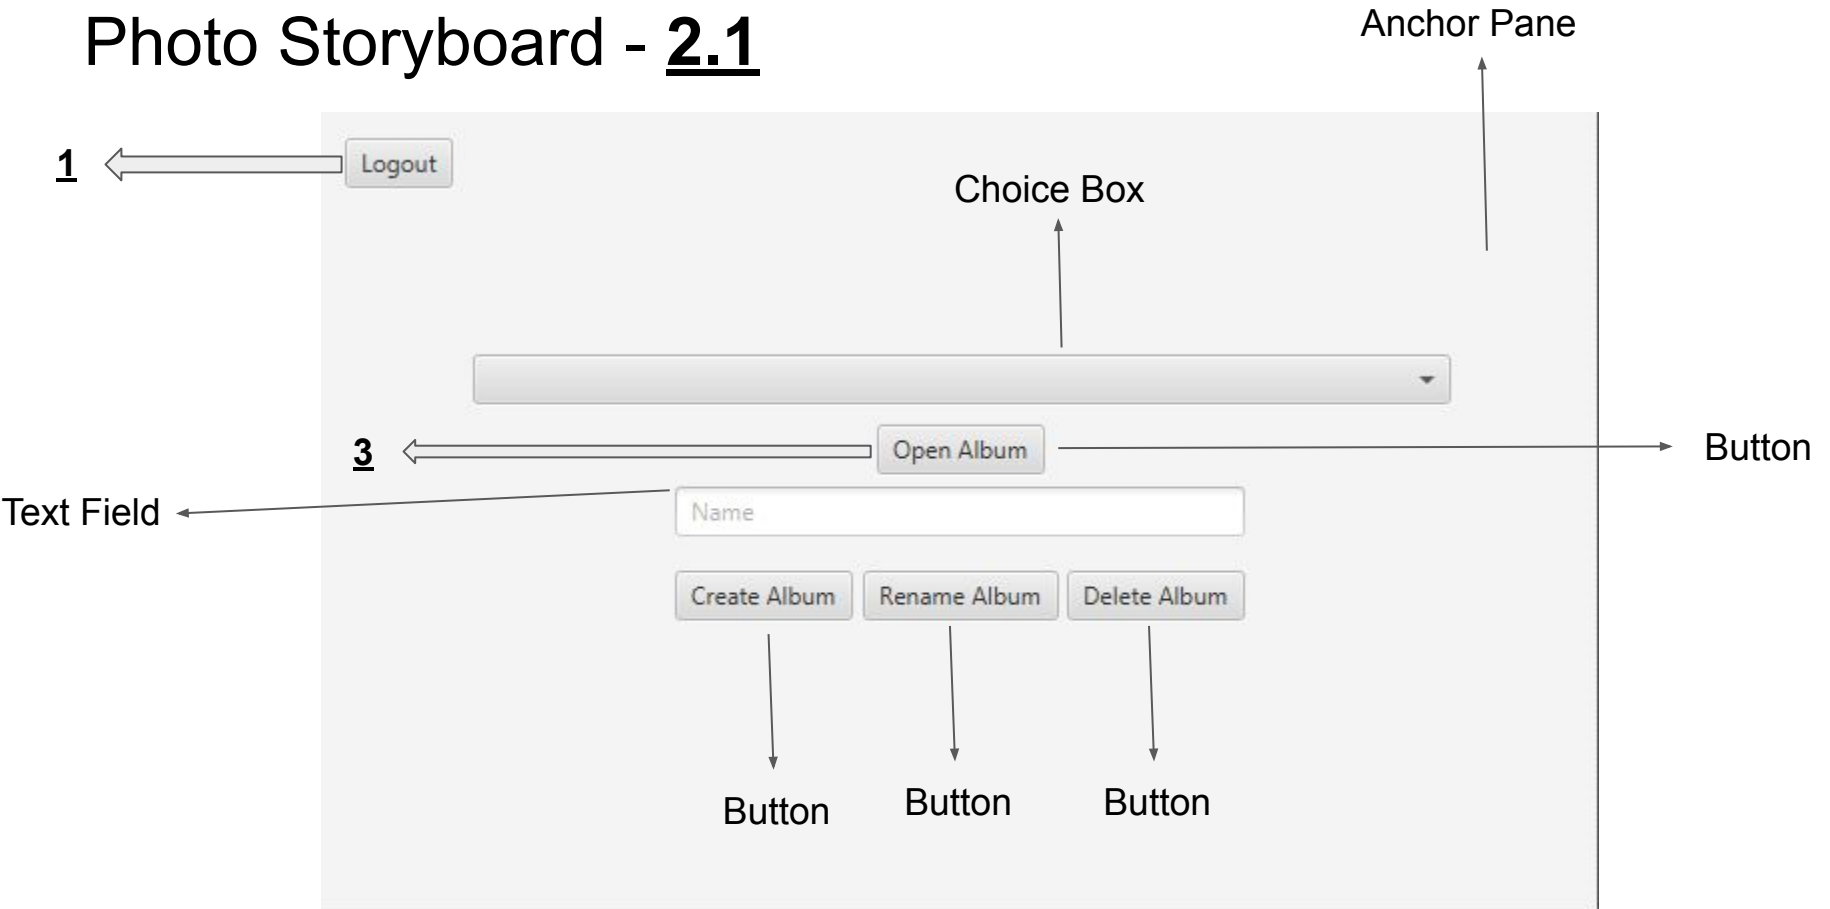 Photo Storyboard - 2.1
Anchor Pane
1
Logout
Choice Box
3
Open Album
Button
Text Field
Name
Create Album
Rename Album
Delete Album
Button
Button
Button